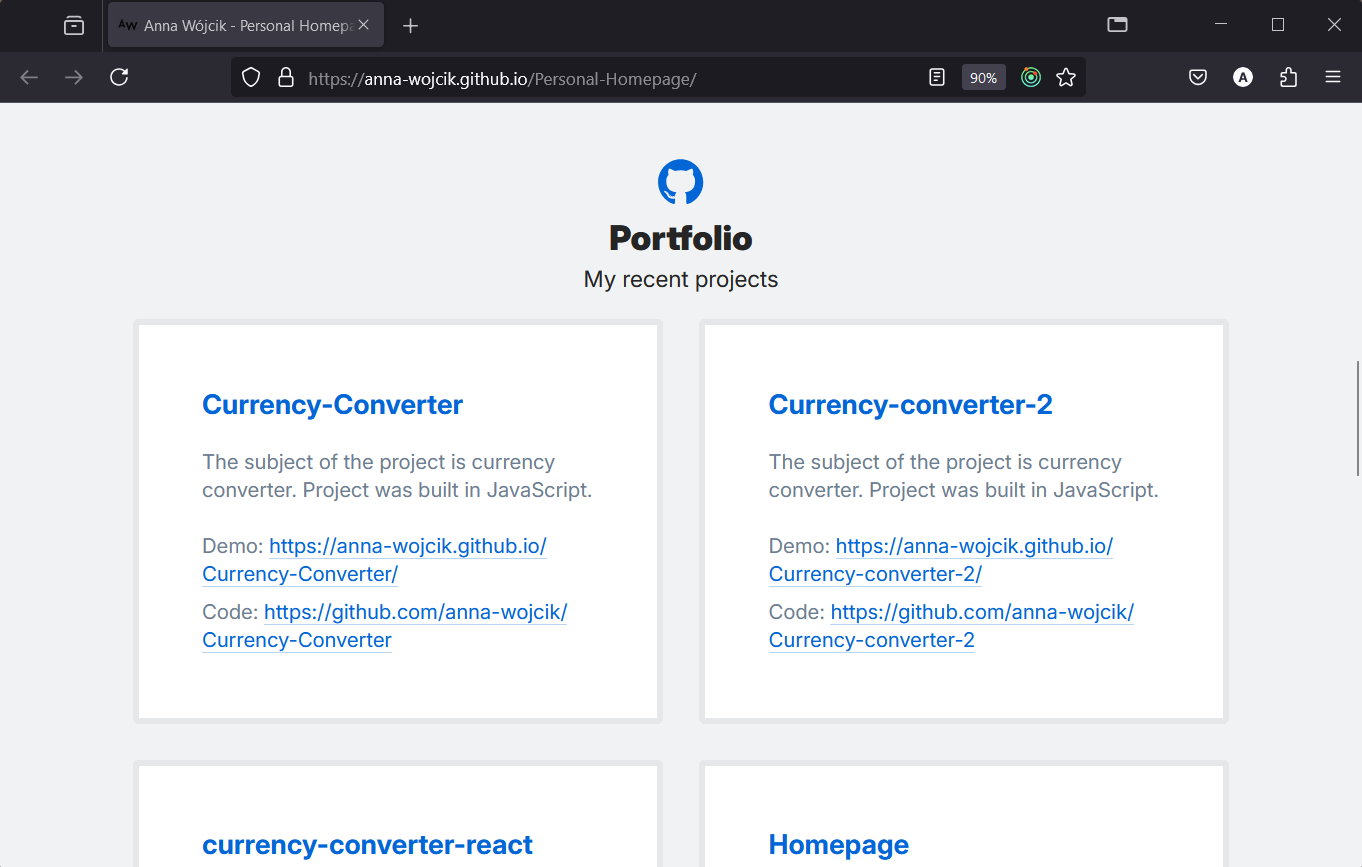 AW Anna Wójcik - Personal Homepa
https://anna-wojcik.github.io/Personal-Homepage/
90%
A
Portfolio
My recent projects
Currency-Converter
The subject of the project is currency
converter. Project was built in JavaScript.
Demo: https://anna-wojcik.github.io/
Currency-Converter/
Code: https://github.com/anna-wojcik/
Currency-Converter
Currency-converter-2
The subject of the project is currency
converter. Project was built in JavaScript.
Demo: https://anna-wojcik.github.io/
Currency-converter-2/
Code: https://github.com/anna-wojcik/
Currency-converter-2
currency-converter-react
Homepage